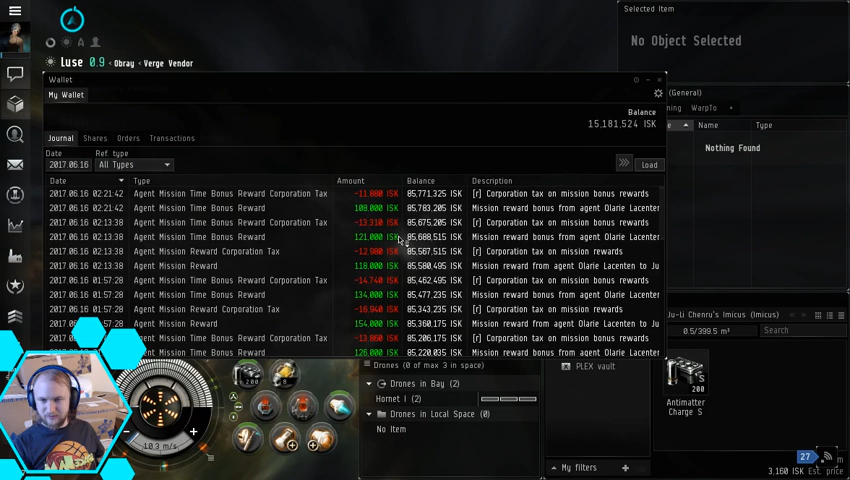 Selected Item
No Object Selected
Luse 0.9 ‹ Obray ‹ Verge Vendor
Wallet
My Wallet
(General)
Balance
15,181,524 ISK
ning WarpTo +
Name Type
Nothing Found
Journal Shares Orders Transactions
Date Ref. type
2017.06.16 All Types Load
Date Type Amount Balance Description
2017.06.16 02:21:42 Agent Mission Time Bonus Reward Corporation Tax -11.880 ISK 85,771.325 ISK [r] Corporation tax on mission bonus rewards
2017.06.16 02:21:42 Agent Mission Time Bonus Reward 108.000 ISK 85,783.205 ISK Mission reward bonus from agent Olarie Lacenten
2017.06.16 02:13:38 Agent Mission Time Bonus Reward Corporation Tax -13.310 ISK 85,675.205 ISK [r] Corporation tax on mission bonus rewards
2017.06.16 02:13:38 Agent Mission Time Bonus Reward 121.000 ISK 85,688,515 ISK Mission reward bonus from agent Olarie Lacenten
2017.06.16 02:13:38 Agent Mission Reward Corporation Tax -12.980 ISK 85,567,515 ISK [r] Corporation tax on mission rewards
2017.06.16 02:13:38 Agent Mission Reward 118.000 ISK 85,580,495 ISK Mission reward from agent Olarie Lacenten to Ju
2017.06.16 01:57:28 Agent Mission Time Bonus Reward Corporation Tax -14.740 ISK 85,462,495 ISK [r] Corporation tax on mission bonus rewards
2017.06.16 01:57:28 Agent Mission Time Bonus Reward 134.000 ISK 85,477,235 ISK Mission reward bonus from agent Olarie Lacenten
2017.06.16 01:57:28 Agent Mission Reward Corporation Tax -16.940 ISK 85,343,235 ISK [r] Corporation tax on mission rewards
2017.06.16 01:57:28 Agent Mission Reward 154.000 ISK 85,360,175 ISK Mission reward from agent Olarie Lacenten to Ju
Agent Mission Time Bonus Reward Corporation Tax -13.860 ISK 85,206,175 ISK [r] Corporation tax on mission bonus rewards
Agent Mission Time Bonus Reward 126.000 ISK 85,220,035 ISK Mission reward bonus from agent Olarie Lacenten
Ju-Li Chenru's Imicus (Imicus)
0.5/399.5 m³ Search
Drones (0 of max 3 in space)
Drones in Bay (2)
Hornet I (2)
Drones in Local Space (0)
No Item
PLEX vault
200
8
S
200
Antimatter
Charge S
10.3 m/s
My filters +
27
3,160 ISK Est. price